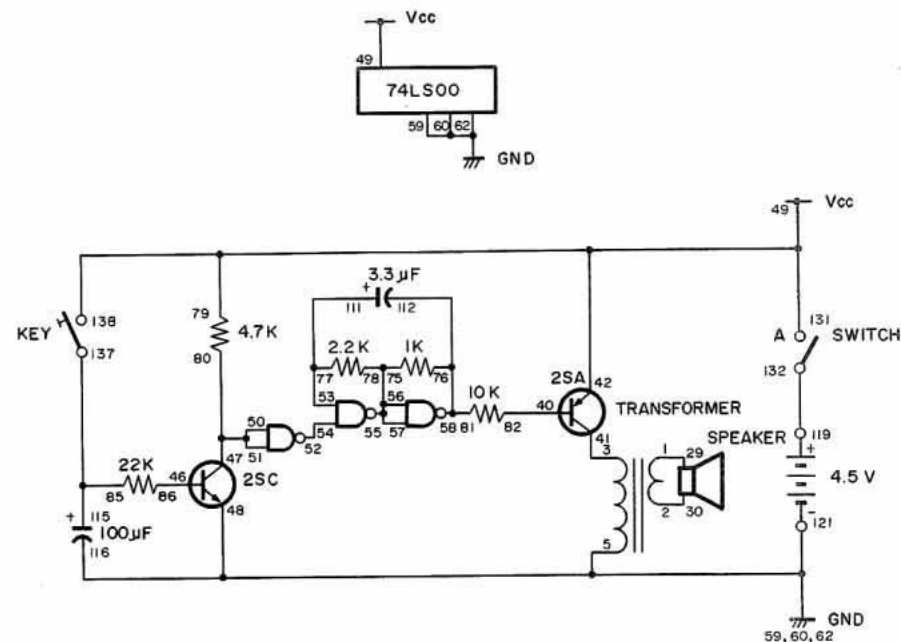 Vcc
49
74LS00
59 60 62
GND
49 Vcc
3.3 μF
+
111 112
79
4.7K
80
138
KEY
137
2.2K 1K
77 78 75 76
131
A SWITCH
132
53 56
10K
2SA 42
40
TRANSFORMER
54 55 57 58 81 82
41
50
51 52
47
SPEAKER 119
+
3 1 29
4.5 V
22K
46 2SC
85 86
48
2 30
-
121
+ 115
100μF
116
5
GND
59, 60, 62